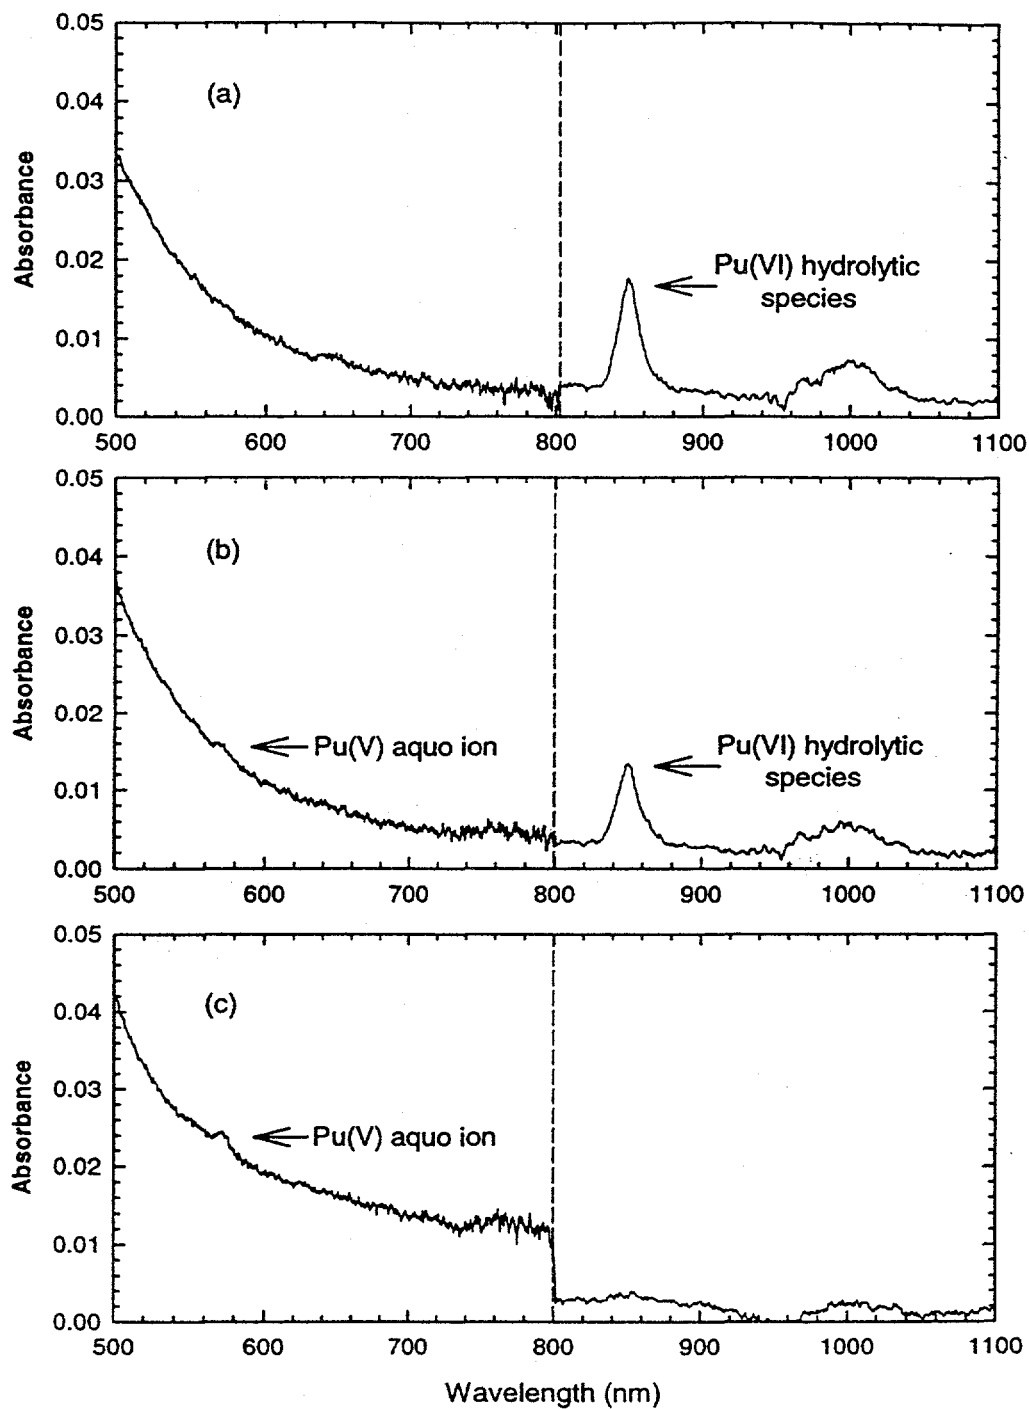 0.05
(a)
0.04
0.03
Absorbance
0.02
Pu(VI) hydrolytic
species
0.01
0.00
500 600 700 800 900 1000 1100
0.05
(b)
0.04
0.03
Absorbance
0.02
Pu(V) aquo ion
Pu(VI) hydrolytic
species
0.01
0.00
500 600 700 800 900 1000 1100
0.05
(c)
0.04
0.03
Absorbance
Pu(V) aquo ion
0.02
0.01
0.00
500 600 700 800 900 1000 1100
Wavelength (nm)